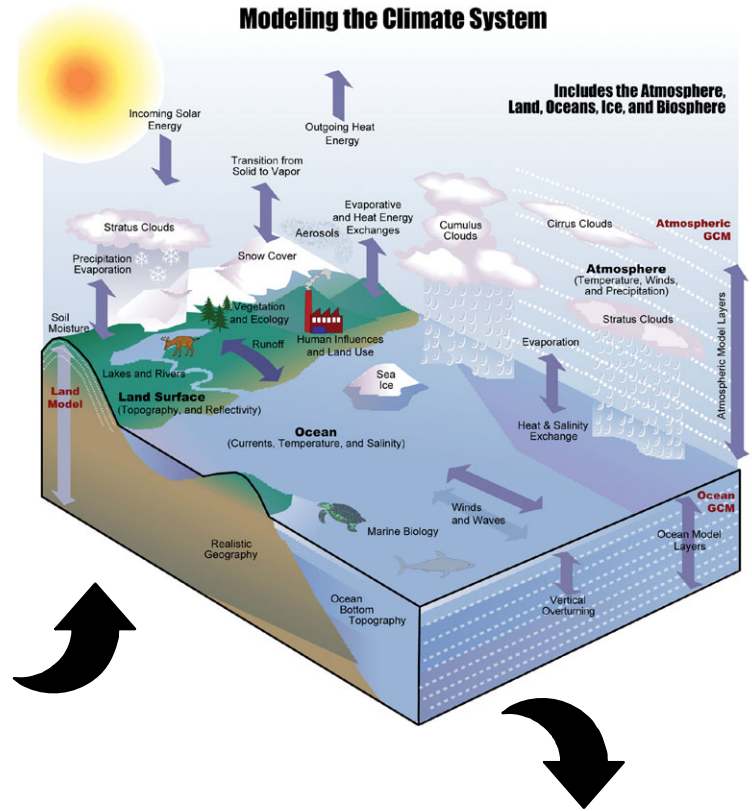 Modeling the Climate System
Includes the Atmosphere,
Land, Oceans, Ice, and Biosphere
Incoming Solar
Energy
Outgoing Heat
Energy
Transition from
Solid to Vapor
Evaporative
and Heat Energy
Exchanges
Stratus Clouds
Aerosols
Cumulus
Clouds
Cirrus Clouds
Atmospheric
GCM
Snow Cover
Precipitation
Evaporation
Atmosphere
(Temperature, Winds,
and Precipitation)
Vegetation
and Ecology
Soil
Moisture
Human Influences
and Land Use
Runoff
Stratus Clouds
Evaporation
Atmospheric Model Layers
Lakes and Rivers
Sea
Ice
Land
Model
Land Surface
(Topography, and Reflectivity)
Ocean
(Currents, Temperature, and Salinity)
Heat & Salinity
Exchange
Ocean
GCM
Winds
and Waves
Marine Biology
Ocean Model
Layers
Realistic
Geography
Ocean
Bottom
Topography
Vertical
Overturning